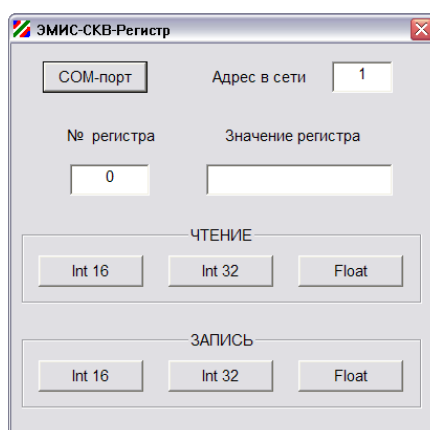 ЭМИС-СКВ-Регистр
COM-порт Адрес в сети 1
№ регистра Значение регистра
0
ЧТЕНИЕ
Int 16 Int 32 Float
ЗАПИСЬ
Int 16 Int 32 Float